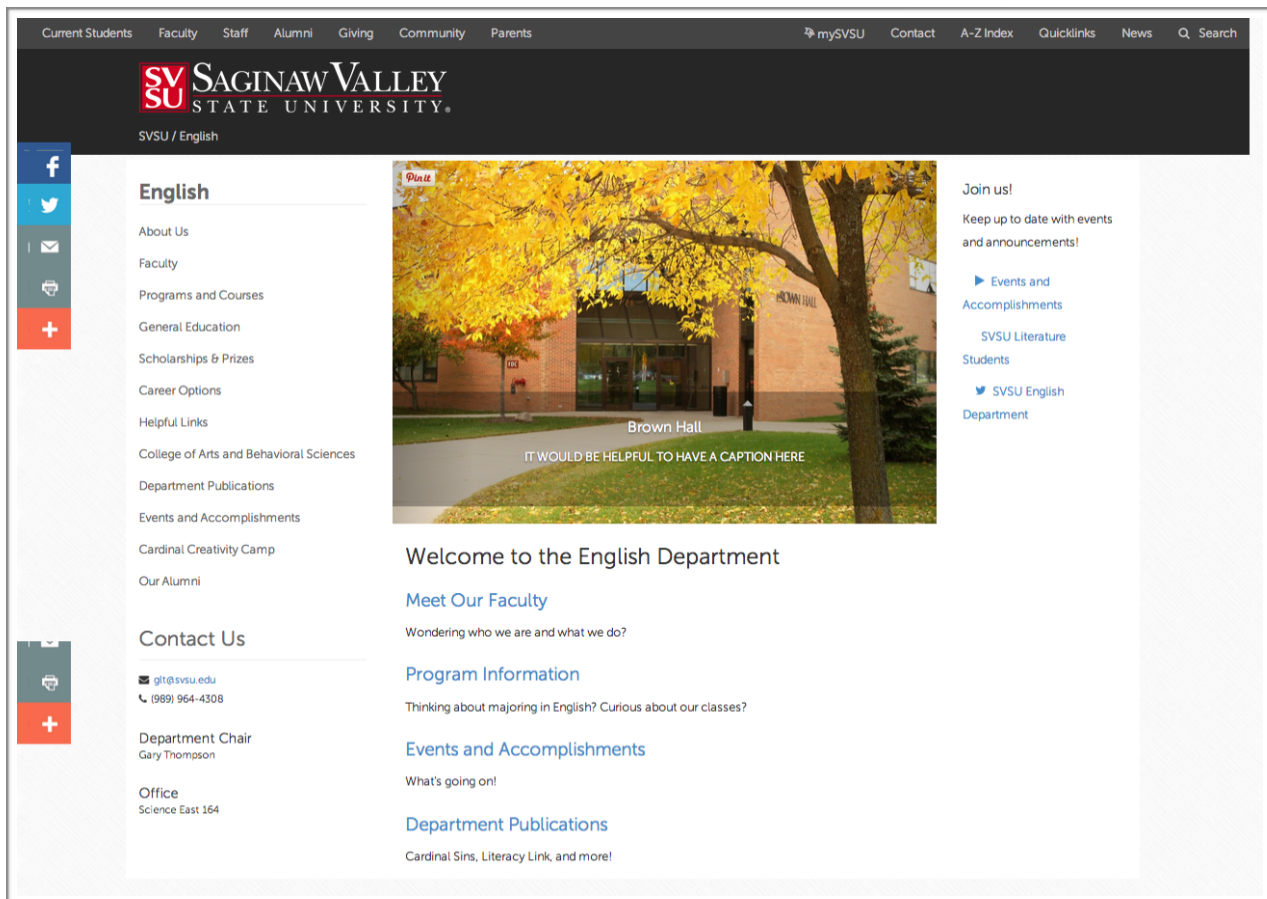 Current Students Faculty Staff Alumni Giving Community Parents mySVSU Contact A-Z Index Quicklinks News Search
SVSU SAGINAW VALLEY
STATE UNIVERSITY®
SVSU / English
English
About Us
Faculty
Programs and Courses
General Education
Scholarships & Prizes
Career Options
Helpful Links
College of Arts and Behavioral Sciences
Department Publications
Events and Accomplishments
Cardinal Creativity Camp
Our Alumni
Contact Us
glt@svsu.edu
(989) 964-4308
Department Chair
Gary Thompson
Office
Science East 164
Pin it
BROWN HALL
Brown Hall
IT WOULD BE HELPFUL TO HAVE A CAPTION HERE
Welcome to the English Department
Meet Our Faculty
Wondering who we are and what we do?
Program Information
Thinking about majoring in English? Curious about our classes?
Events and Accomplishments
What's going on!
Department Publications
Cardinal Sins, Literacy Link, and more!
Join us!
Keep up to date with events
and announcements!
Events and
Accomplishments
SVSU Literature
Students
SVSU English
Department